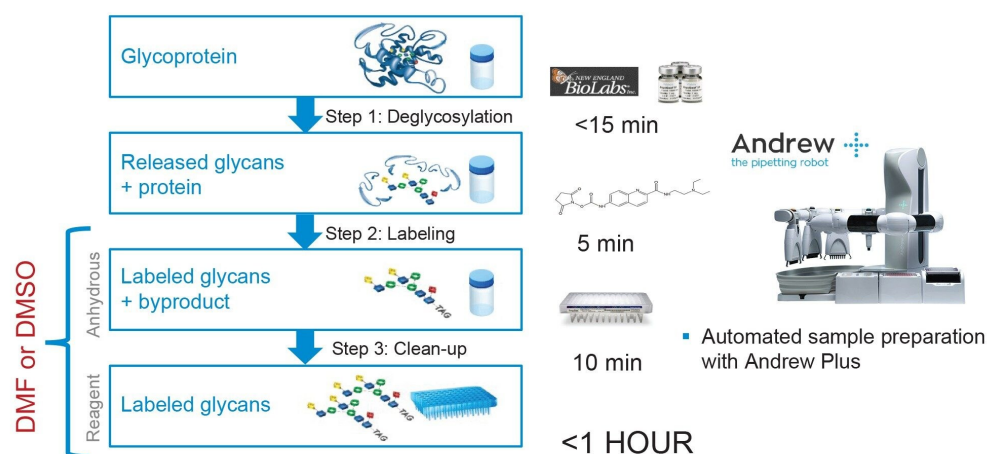 Glycoprotein
Step 1: Deglycosylation
NEW ENGLAND
BioLabs Inc.
<15 min
Released glycans
+ protein
Andrew
the pipetting robot
Step 2: Labeling
5 min
DMF or DMSO
Anhydrous
Reagent
Labeled glycans
+ byproduct
TAG
Step 3: Clean-up
10 min
Automated sample preparation
with Andrew Plus
Labeled glycans
TAG
TAG
<1 HOUR